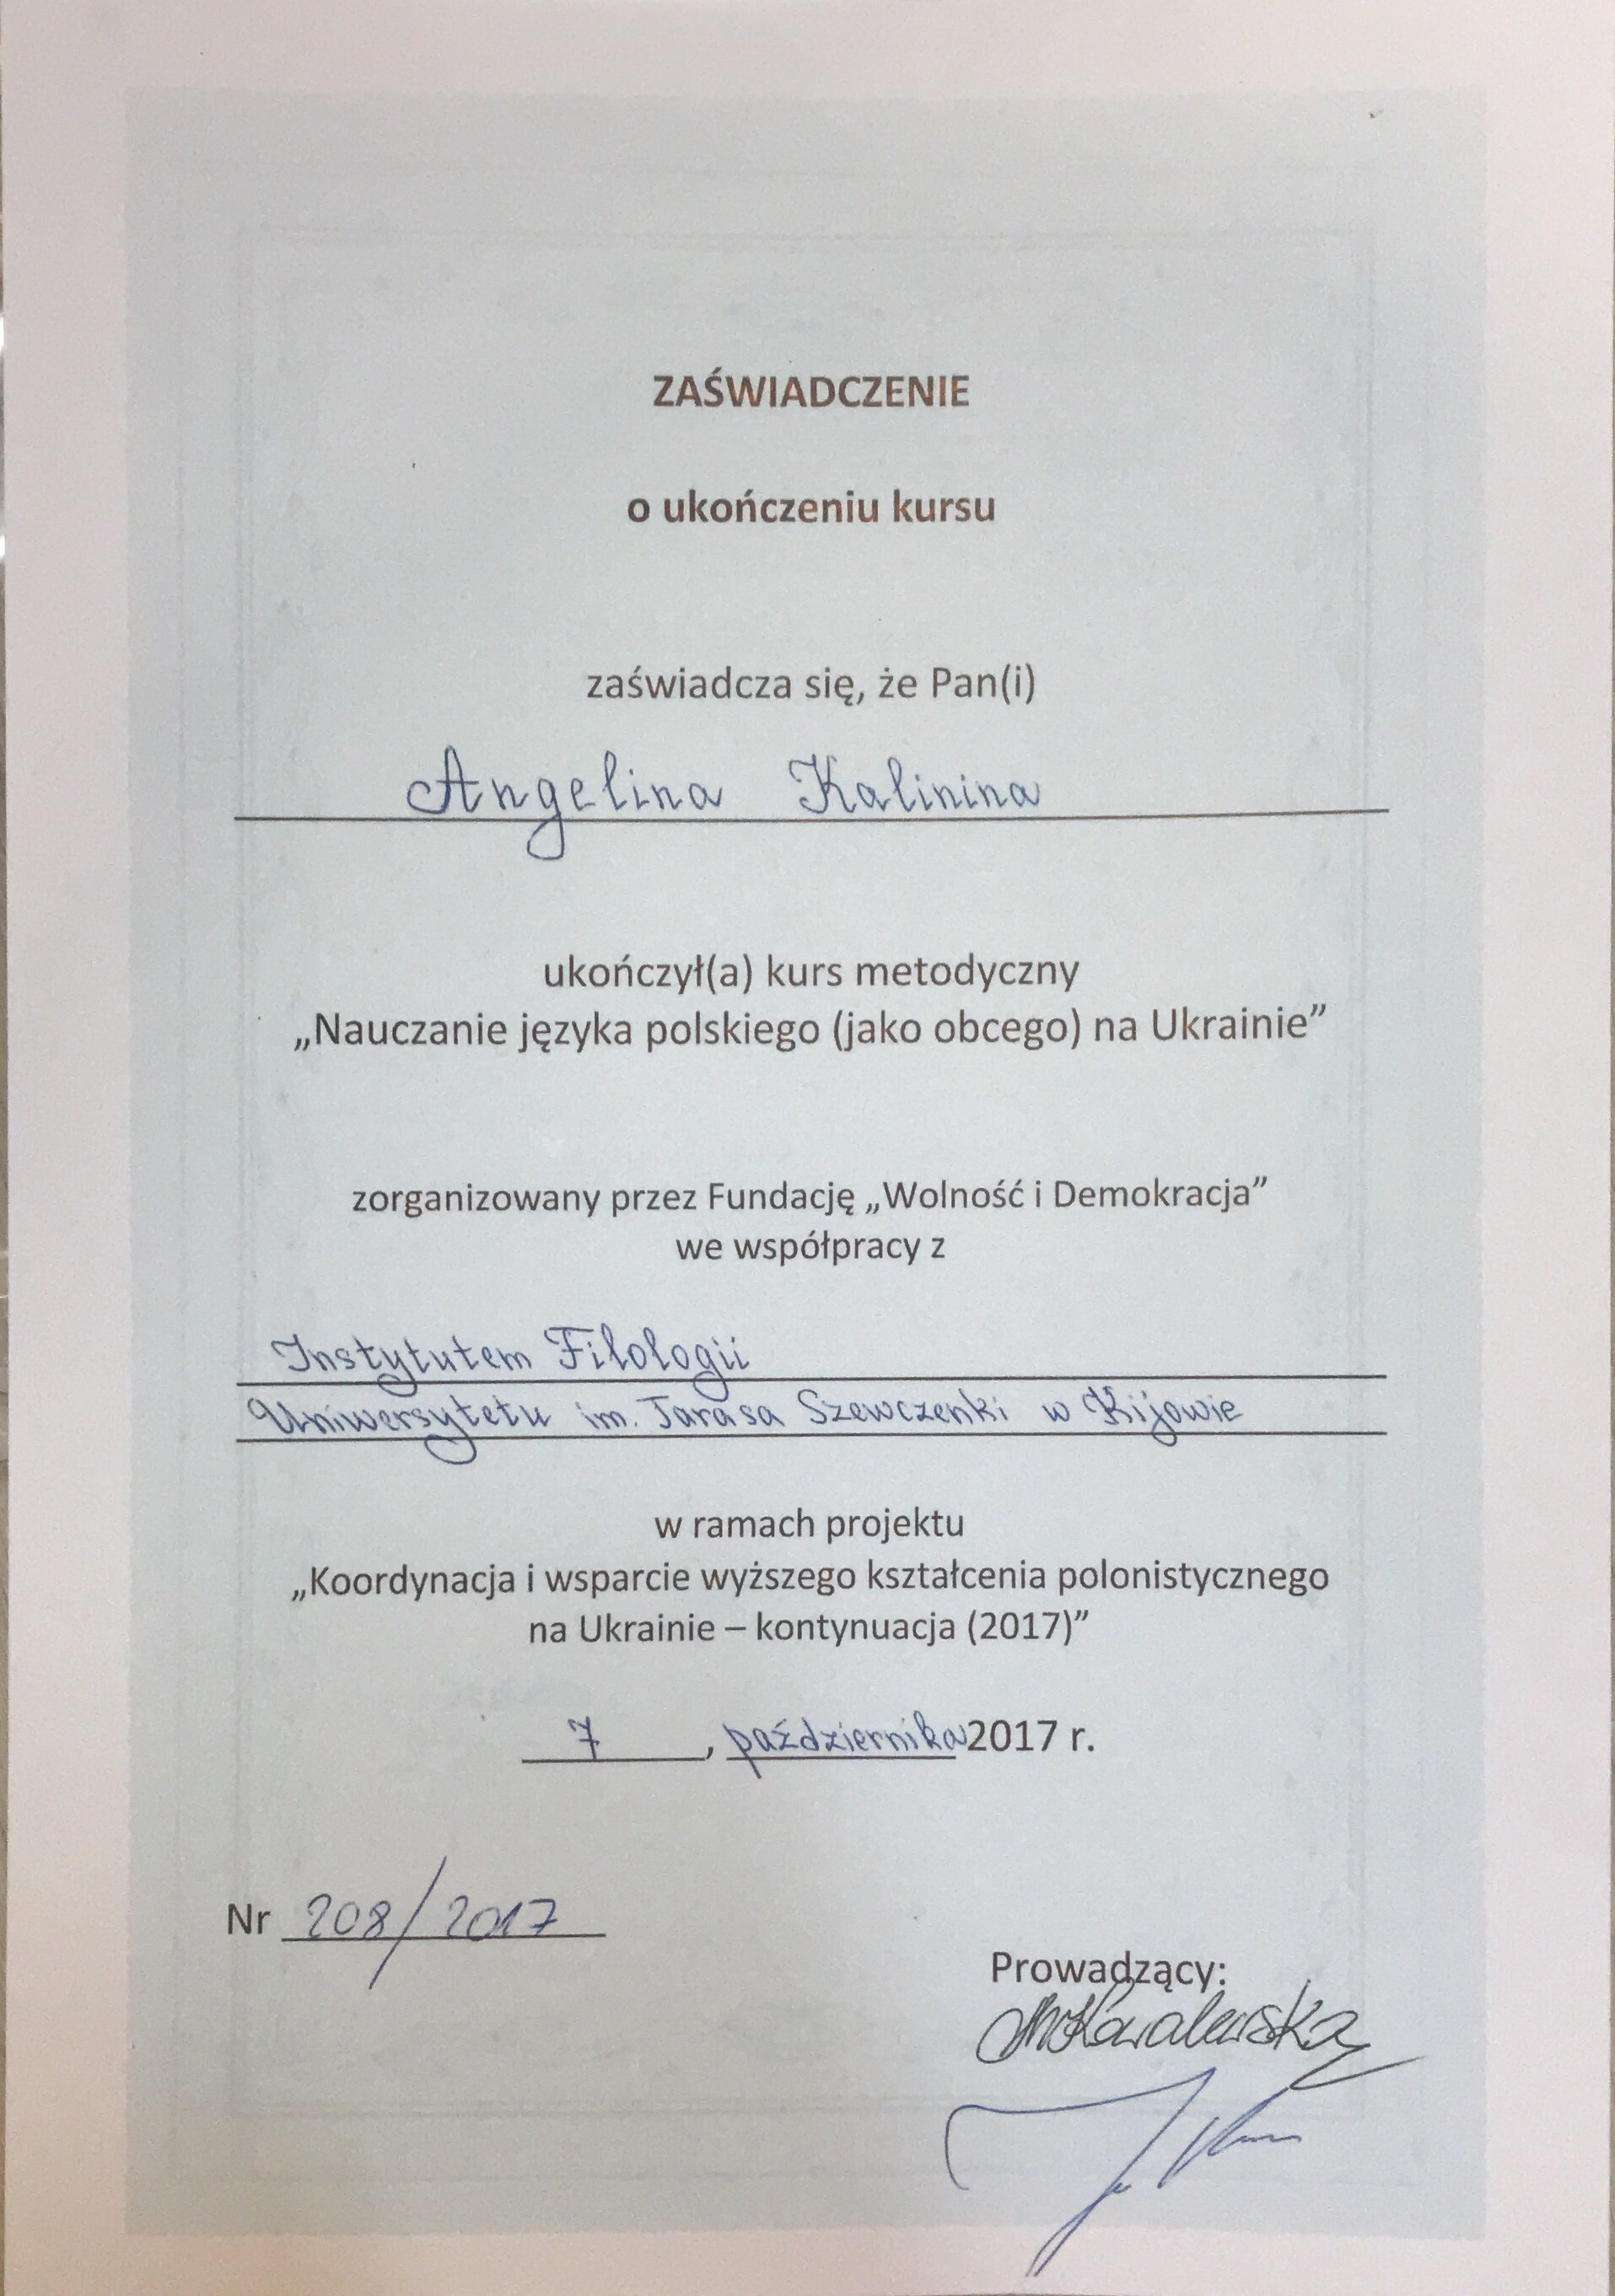 ZAŚWIADCZENIE
o ukończeniu kursu
zaświadcza się, że Pan(i)
Angelina Kalinina
ukończył(a) kurs metodyczny
„Nauczanie języka polskiego (jako obcego) na Ukrainie”
zorganizowany przez Fundację „Wolność i Demokracja”
we współpracy z
Instytutem Filologii
Uniwersytetu im. Tarasa Szewczenki w Kijowie
w ramach projektu
„Koordynacja i wsparcie wyższego kształcenia polonistycznego
na Ukrainie – kontynuacja (2017)”
7, października 2017 r.
Nr 208/2017
Prowadzący:
Kowalewska